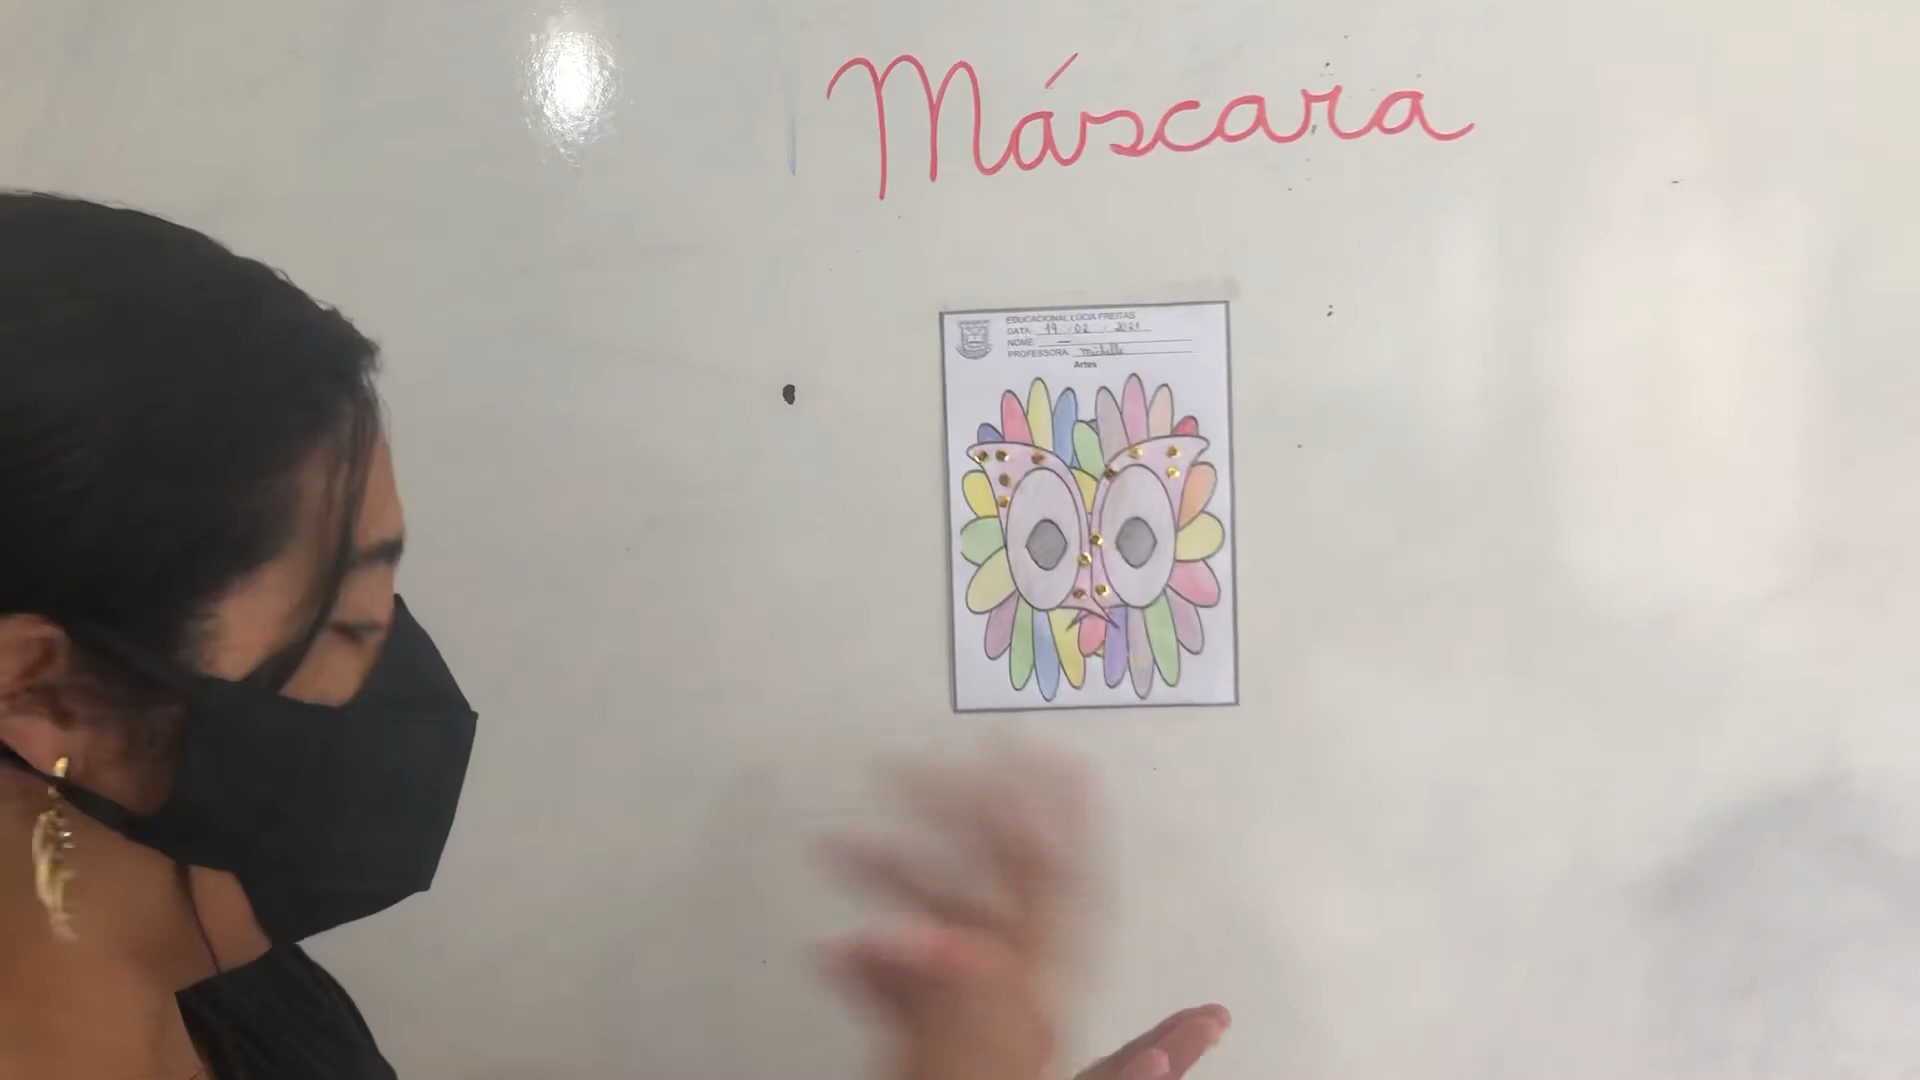 Máscara
EDUCACIONAL LÚCIA FREITAS
DATA 19 / 02 / 2021
NOME
PROFESSORA: Michelle
Artes